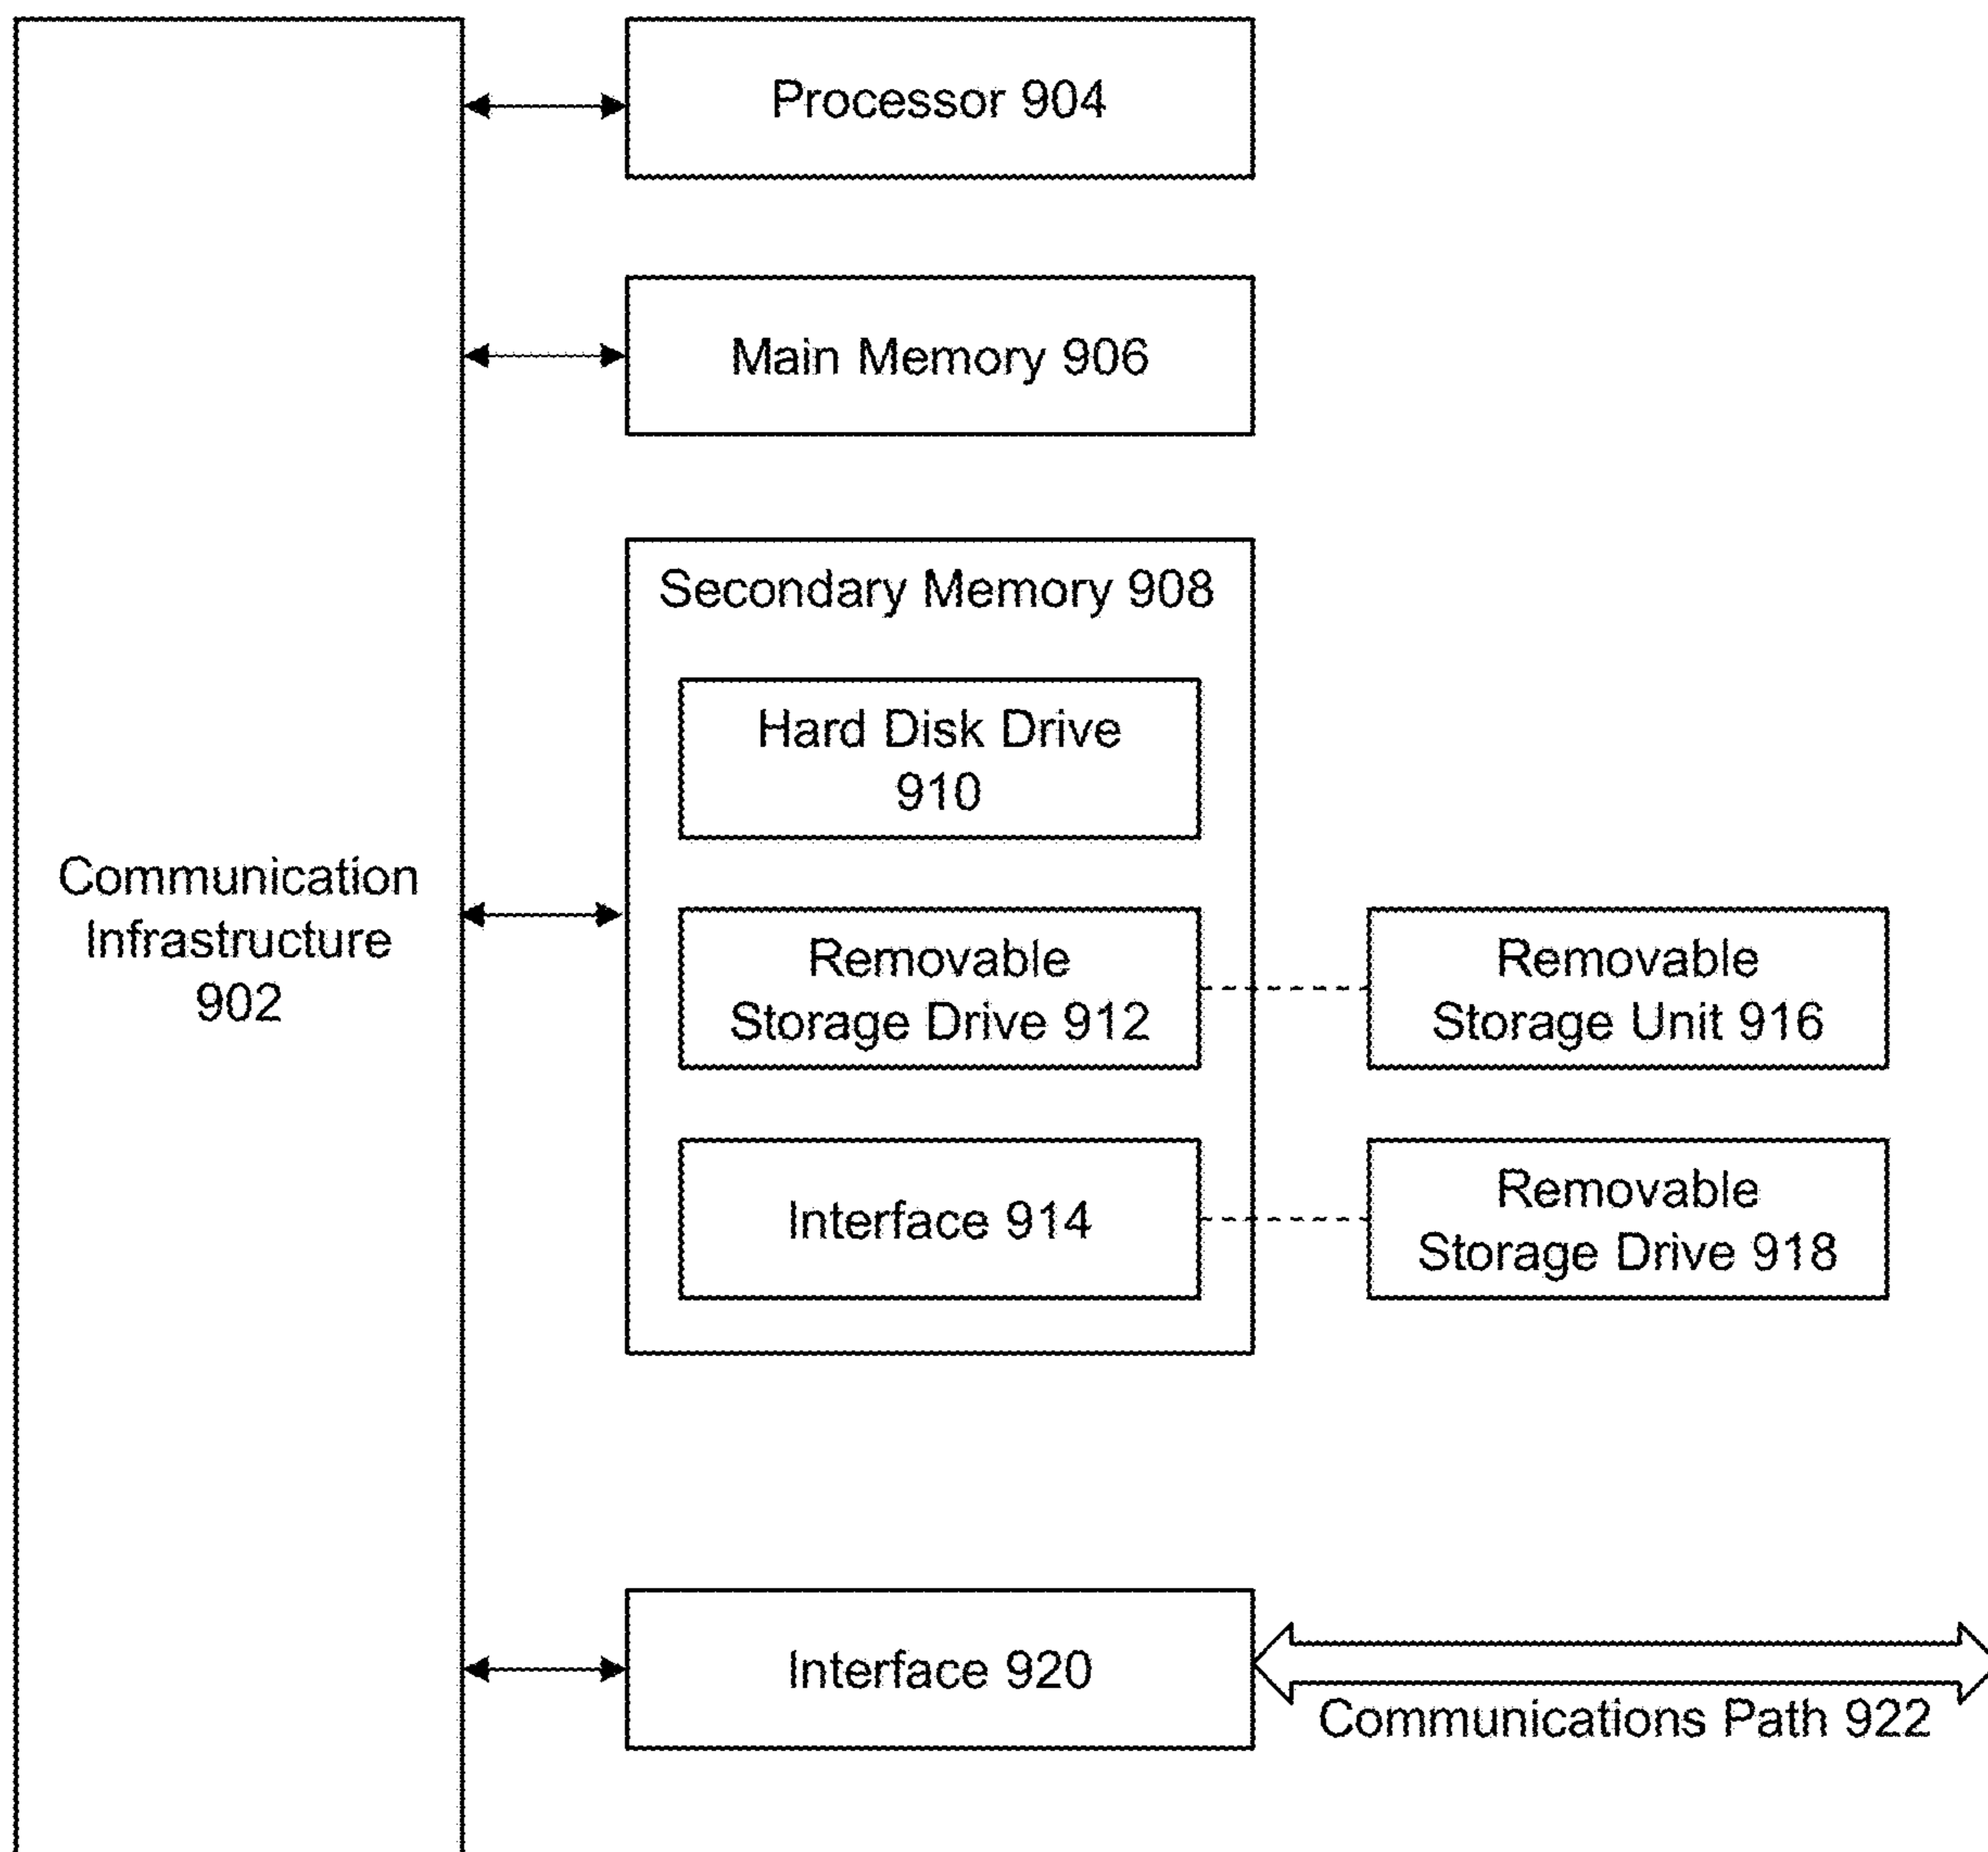 Processor 904
Main Memory 906
Secondary Memory 908
Hard Disk Drive
910
Communication
Infrastructure
902
Removable
Storage Drive 912
Removable
Storage Unit 916
Interface 914
Removable
Storage Drive 918
Interface 920
Communications Path 922